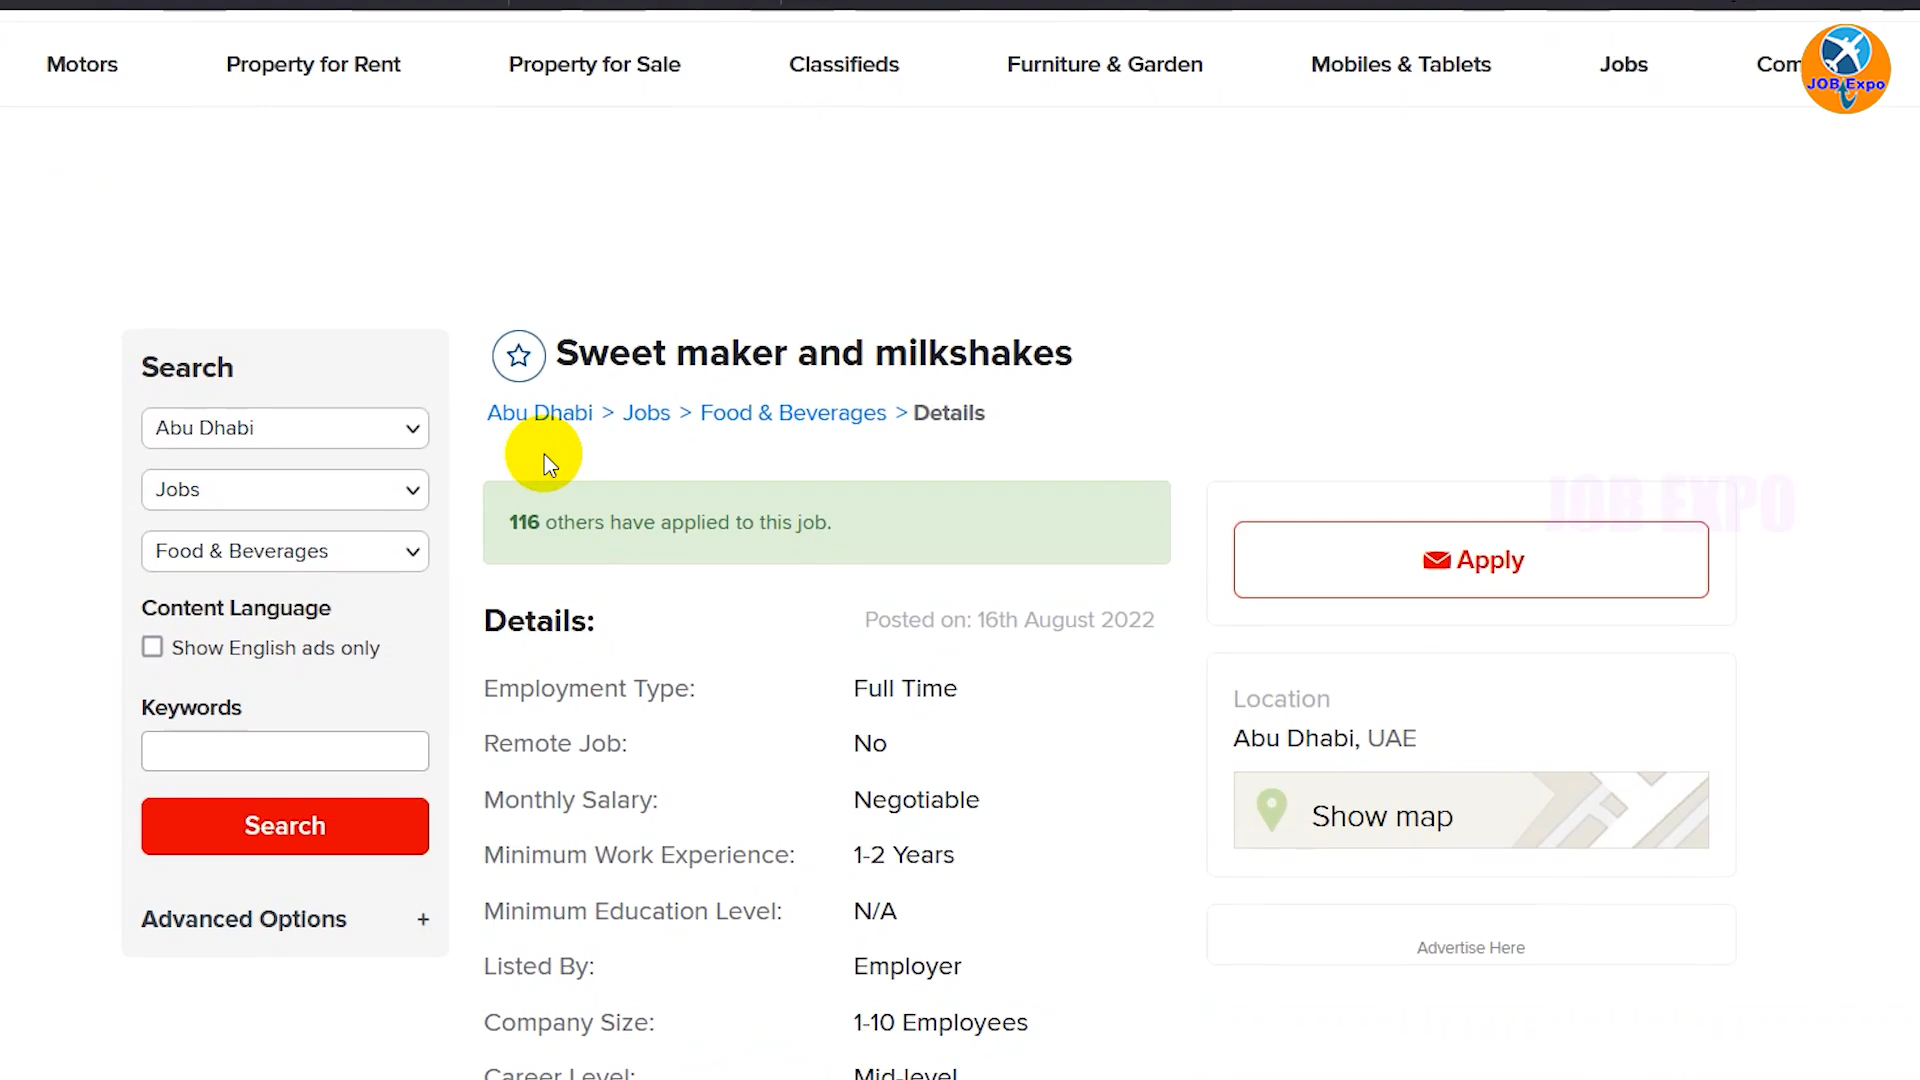 Motors Property for Rent Property for Sale Classifieds Furniture & Garden Mobiles & Tablets Jobs Com
JOB Expo
Search
Abu Dhabi
Jobs
Food & Beverages
Content Language
Show English ads only
Keywords
Search
Advanced Options +
Sweet maker and milkshakes
Abu Dhabi > Jobs > Food & Beverages > Details
116 others have applied to this job.
Details: Posted on: 16th August 2022
Employment Type: Full Time
Remote Job: No
Monthly Salary: Negotiable
Minimum Work Experience: 1-2 Years
Minimum Education Level: N/A
Listed By: Employer
Company Size: 1-10 Employees
Career Level: Mid-level
JOB EXPO
Apply
Location
Abu Dhabi, UAE
Show map
Advertise Here